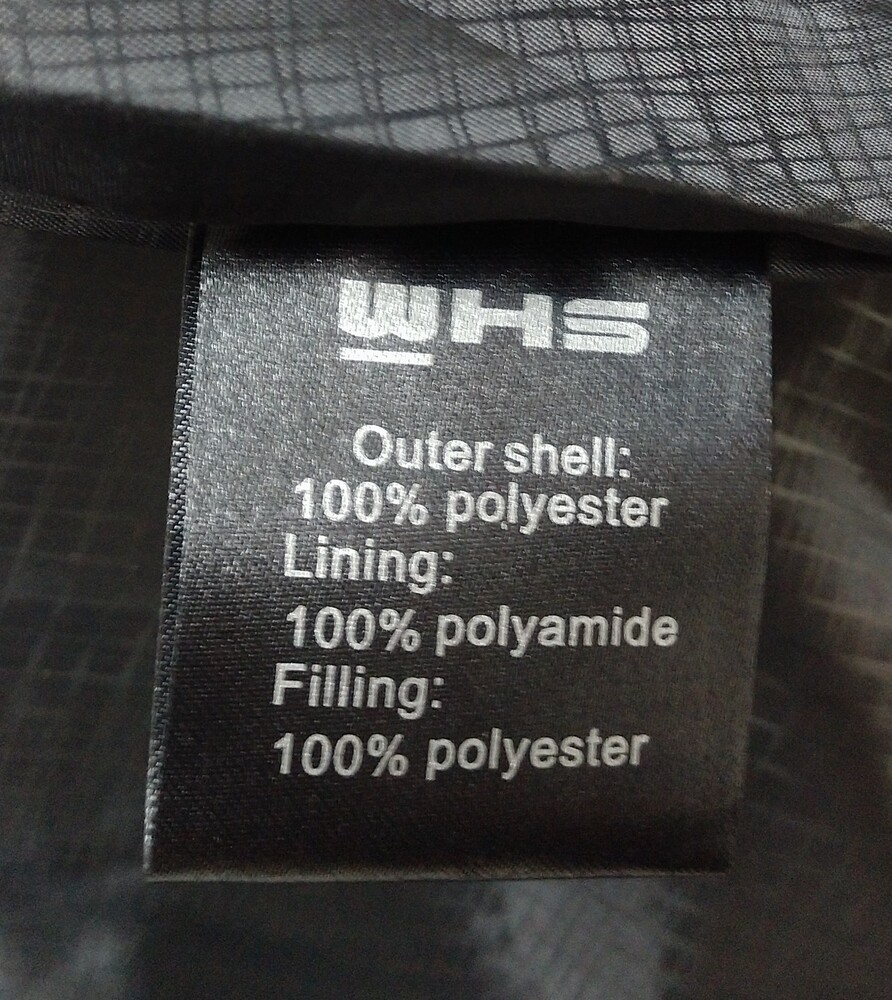 WHS
Outer shell:
100% polyester
Lining:
100% polyamide
Filling:
100% polyester